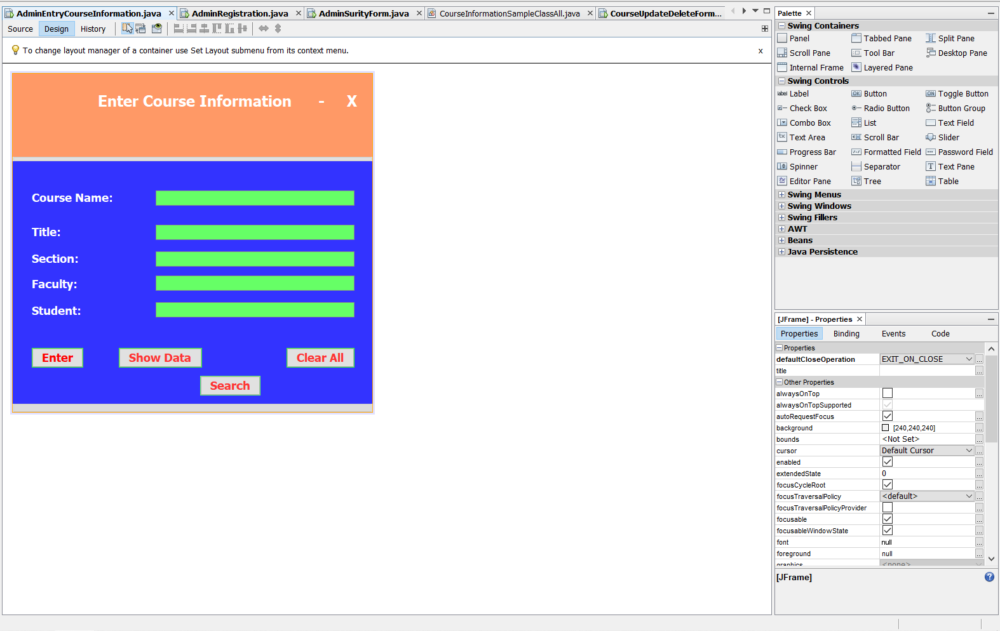 AdminEntryCourseInformation.java × AdminRegistration.java × AdminSurityForm.java × CourseInformationSampleClassAll.java × CourseUpdateDeleteForm...
Source Design History
To change layout manager of a container use Set Layout submenu from its context menu. x
Enter Course Information - X
Course Name:
Title:
Section:
Faculty:
Student:
Enter Show Data Clear All
Search
Palette ×
Swing Containers
Panel Tabbed Pane Split Pane
Scroll Pane Tool Bar Desktop Pane
Internal Frame Layered Pane
Swing Controls
label Label OK Button ON Toggle Button
Check Box Radio Button Button Group
Combo Box List Text Field
Text Area Scroll Bar Slider
Progress Bar Formatted Field Password Field
Spinner Separator Text Pane
Editor Pane Tree Table
Swing Menus
Swing Windows
Swing Fillers
AWT
Beans
Java Persistence
[JFrame] - Properties ×
Properties Binding Events Code
Properties
defaultCloseOperation EXIT_ON_CLOSE ...
title ...
Other Properties
alwaysOnTop ...
alwaysOnTopSupported
autoRequestFocus ...
background [240,240,240] ...
bounds <Not Set> ...
cursor Default Cursor ...
enabled ...
extendedState 0 ...
focusCycleRoot ...
focusTraversalPolicy <default> ...
focusTraversalPolicyProvider ...
focusable ...
focusableWindowState ...
font null ...
foreground null ...
graphics <none>
[JFrame] ?